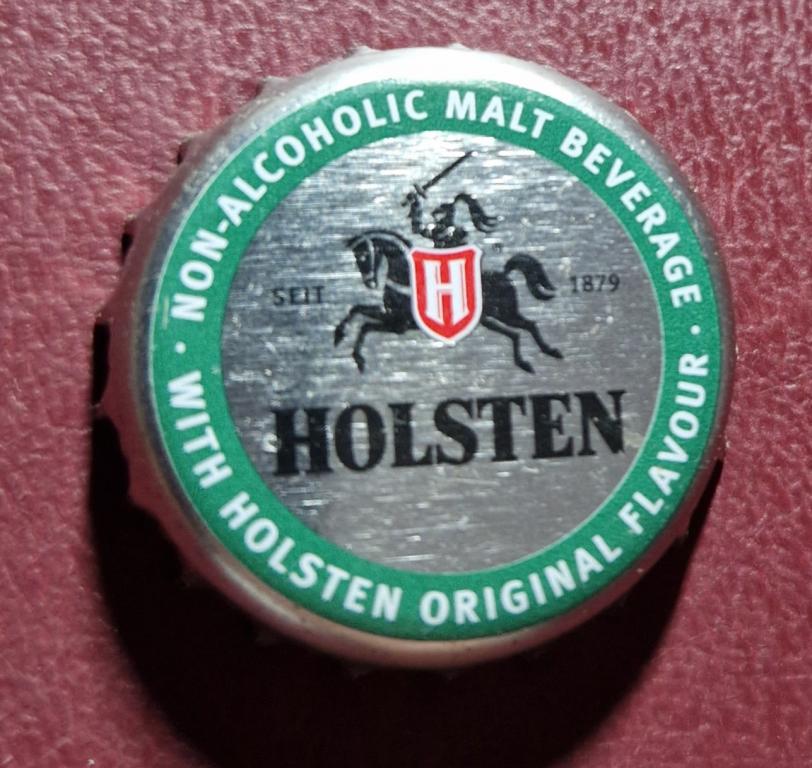 · NON-ALCOHOLIC MALT BEVERAGE ·
WITH HOLSTEN ORIGINAL FLAVOUR
H
SEIT 1879
HOLSTEN